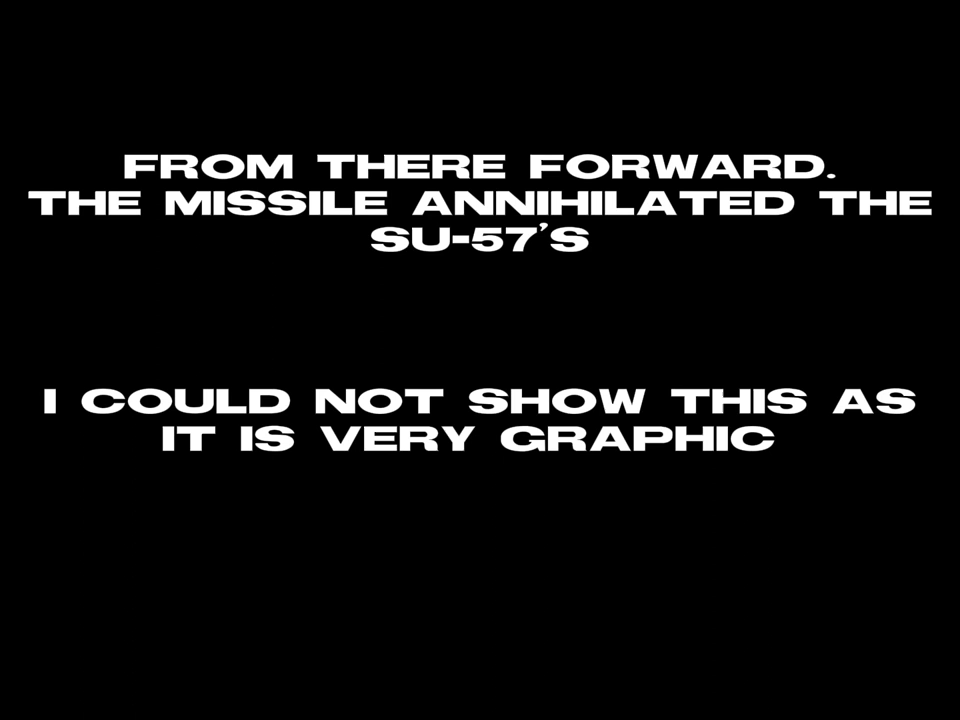 FROM THERE FORWARD.
THE MISSILE ANNIHILATED THE
SU-57'S
I COULD NOT SHOW THIS AS
IT IS VERY GRAPHIC